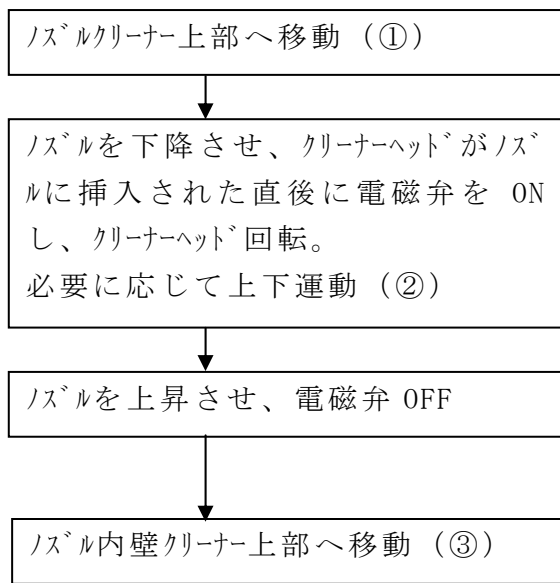 ﾉｽﾞﾙｸﾘｰﾅｰ上部へ移動（①）
ﾉｽﾞﾙを下降させ、ｸﾘｰﾅｰﾍｯﾄﾞがﾉｽﾞ
ﾙに挿入された直後に電磁弁を ON
し、ｸﾘｰﾅｰﾍｯﾄﾞ回転。
必要に応じて上下運動（②）
ﾉｽﾞﾙを上昇させ、電磁弁 OFF
ﾉｽﾞﾙ内壁ｸﾘｰﾅｰ上部へ移動（③）